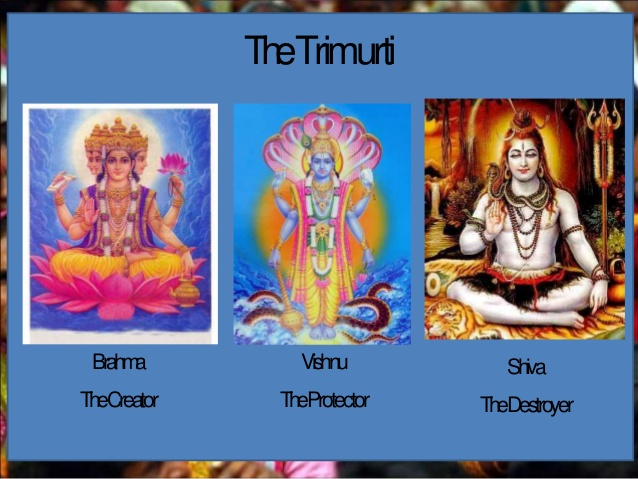 The Trimurti
Brahma
The Creator
Vishnu
The Protector
Shiva
The Destroyer